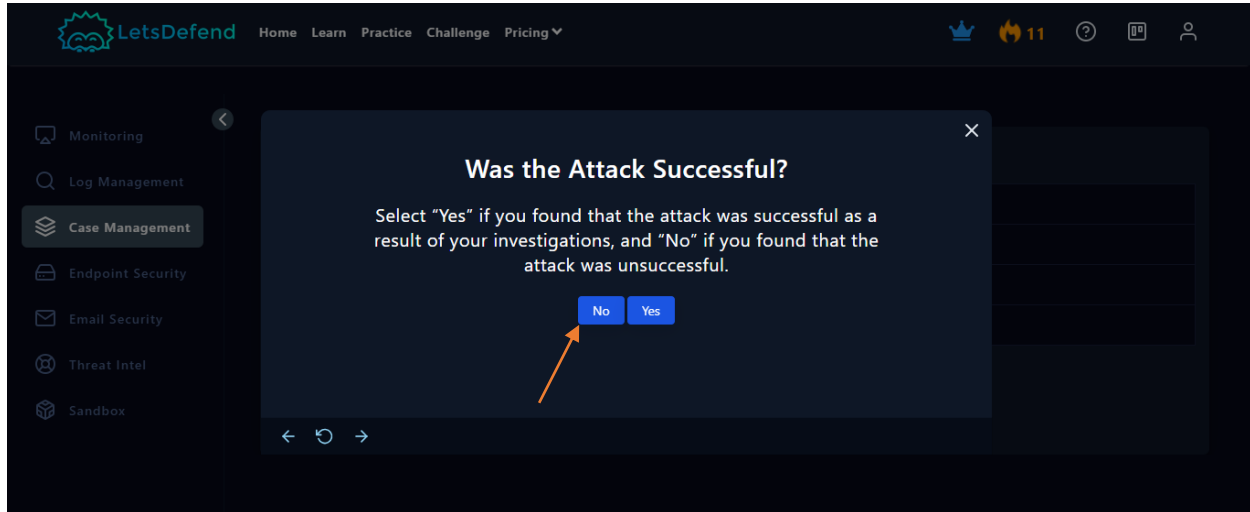 LetsDefend Home Learn Practice Challenge Pricing 11
Monitoring
Log Management
Case Management
Endpoint Security
Email Security
Threat Intel
Sandbox
Was the Attack Successful?
Select “Yes” if you found that the attack was successful as a
result of your investigations, and “No” if you found that the
attack was unsuccessful.
No Yes